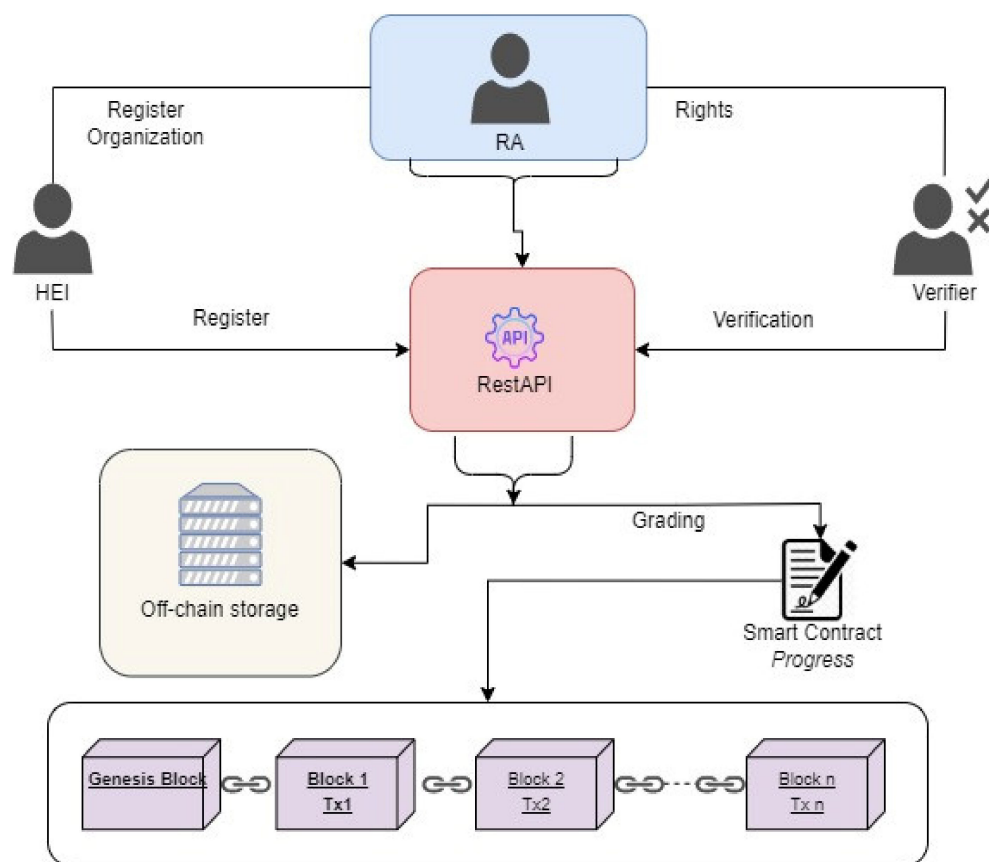 Register
Organization
RA
Rights
HEI
Verifier
Register
Verification
API
RestAPI
Grading
Off-chain storage
Smart Contract
Progress
Genesis Block
Block 1
Tx1
Block 2
Tx2
Block n
Tx n